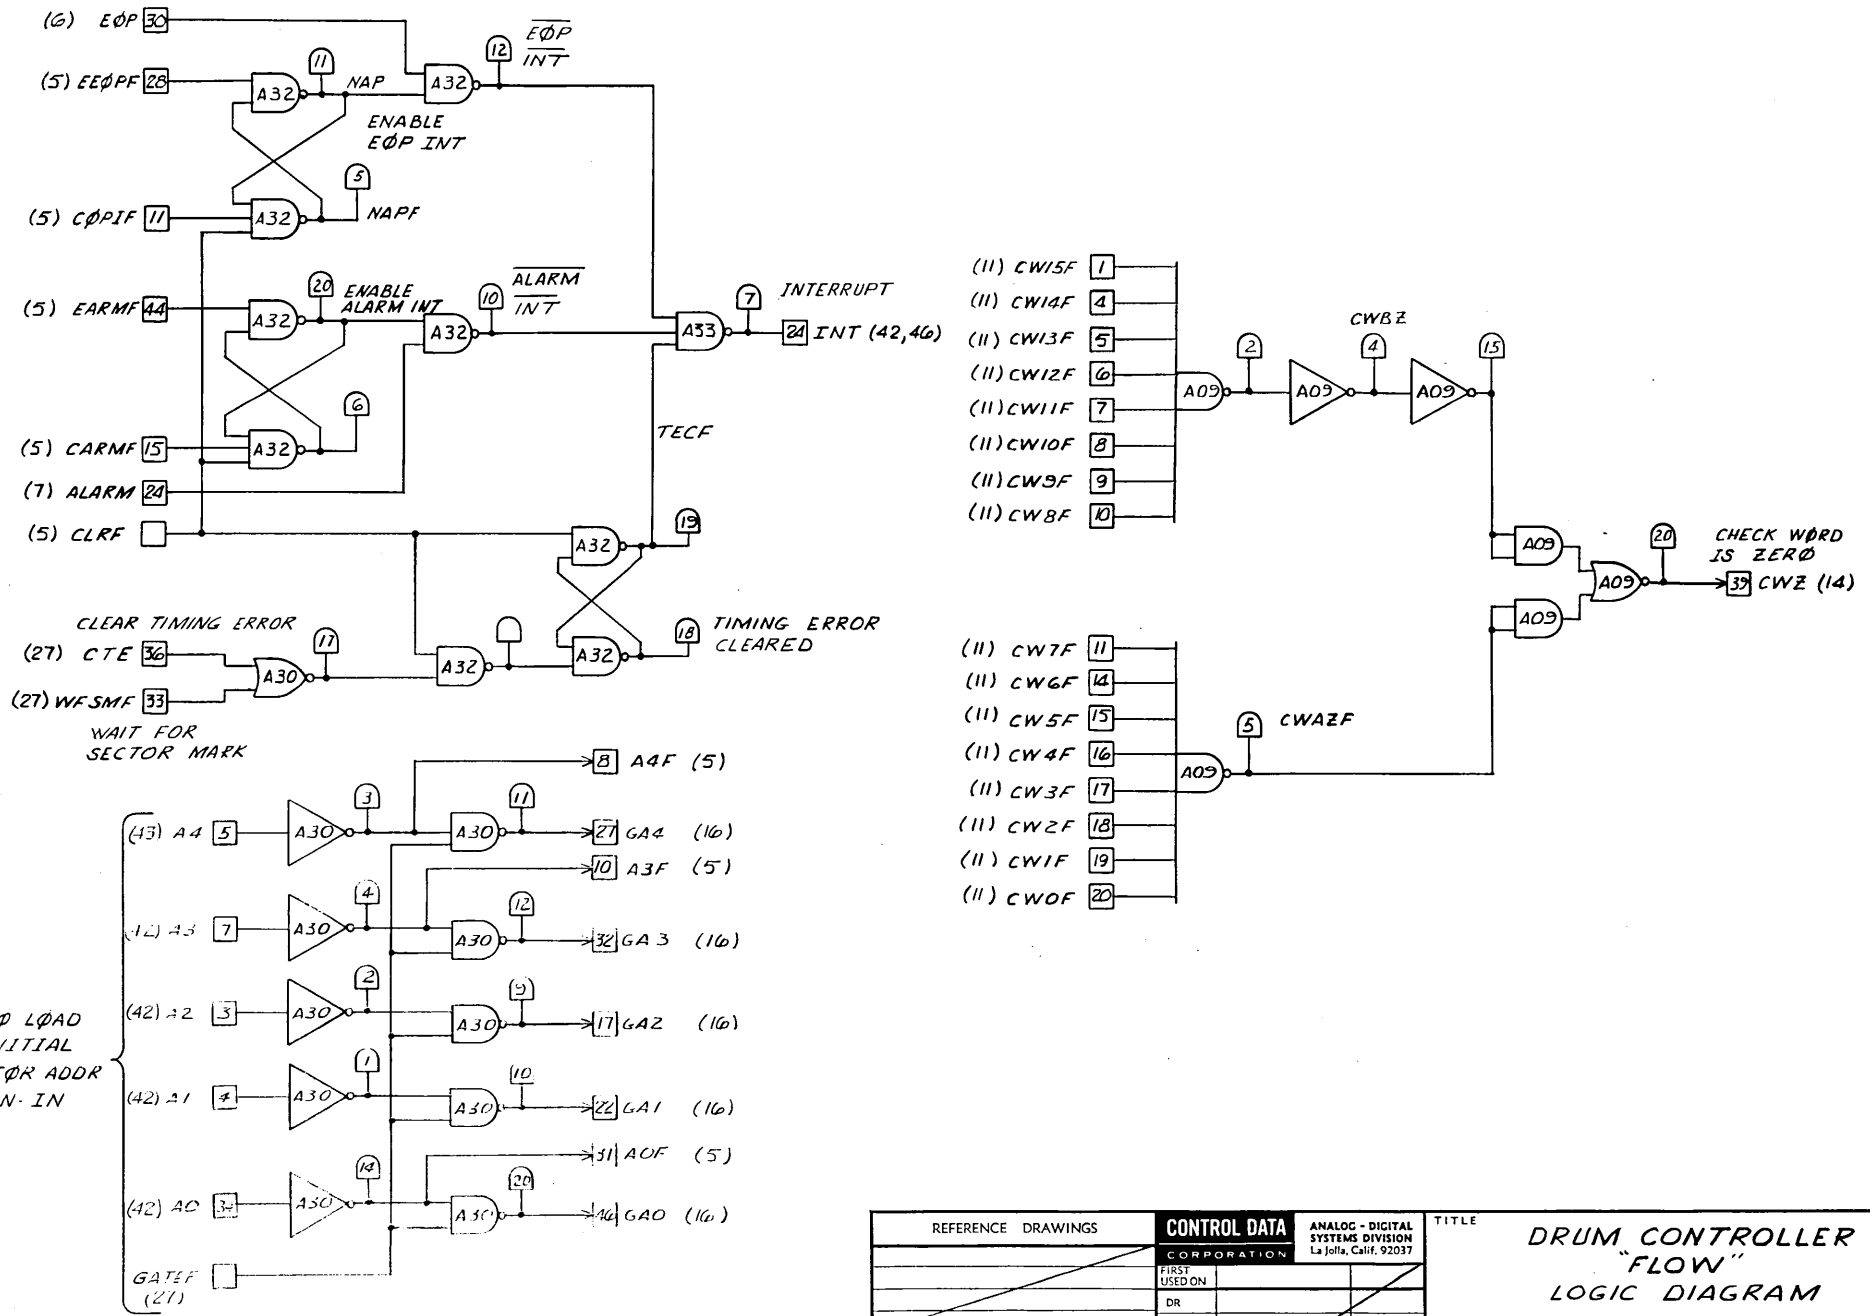 (6) EØP 30
12 EØP INT
11
(5) EEØPF 28
A32 NAP A32
ENABLE
EØP INT
5
(5) CØPIF 11
A32 NAPF
20 ENABLE
ALARM INT
10 ALARM
INT
(5) EARMF 44
A32 A32
7 INTERRUPT
A33
24 INT (42,46)
6
(5) CARMF 15
A32
(7) ALARM 24
TECF
(5) CLRF
A32 19
CLEAR TIMING ERROR
(27) CTE 36
17
A30 A32 A32
18 TIMING ERROR
CLEARED
(27) WFSMF 33
WAIT FOR
SECTOR MARK
(11) CW15F 1
(11) CW14F 4
(11) CW13F 5
(11) CW12F 6
(11) CW11F 7
(11) CW10F 8
(11) CW9F 9
(11) CW8F 10
A09 2 A09 4 A09 15
CWBZ
A09
A09
A09 20
CHECK WØRD
IS ZERØ
39 CWZ (14)
(11) CW7F 11
(11) CW6F 14
(11) CW5F 15
(11) CW4F 16
(11) CW3F 17
(11) CW2F 18
(11) CW1F 19
(11) CW0F 20
A09 5 CWAZF
8 A4F (5)
(43) A4 5 A30 3 A30 11 27 GA4 (16)
10 A3F (5)
A3 7 A30 4 A30 12 32 GA3 (16)
(42) A2 3 A30 2 A30 9 17 GA2 (16)
(42) A1 4 A30 1 A30 10 22 GA1 (16)
31 A0F (5)
(42) A0 A30 14 A30 20 46 GA0 (16)
LØAD
ADDR
IN
GATEF
(27)
REFERENCE DRAWINGS
CONTROL DATA
CORPORATION
ANALOG - DIGITAL
SYSTEMS DIVISION
La Jolla, Calif. 92037
FIRST
USED ON
DR
TITLE
DRUM CONTROLLER
"FLOW"
LOGIC DIAGRAM